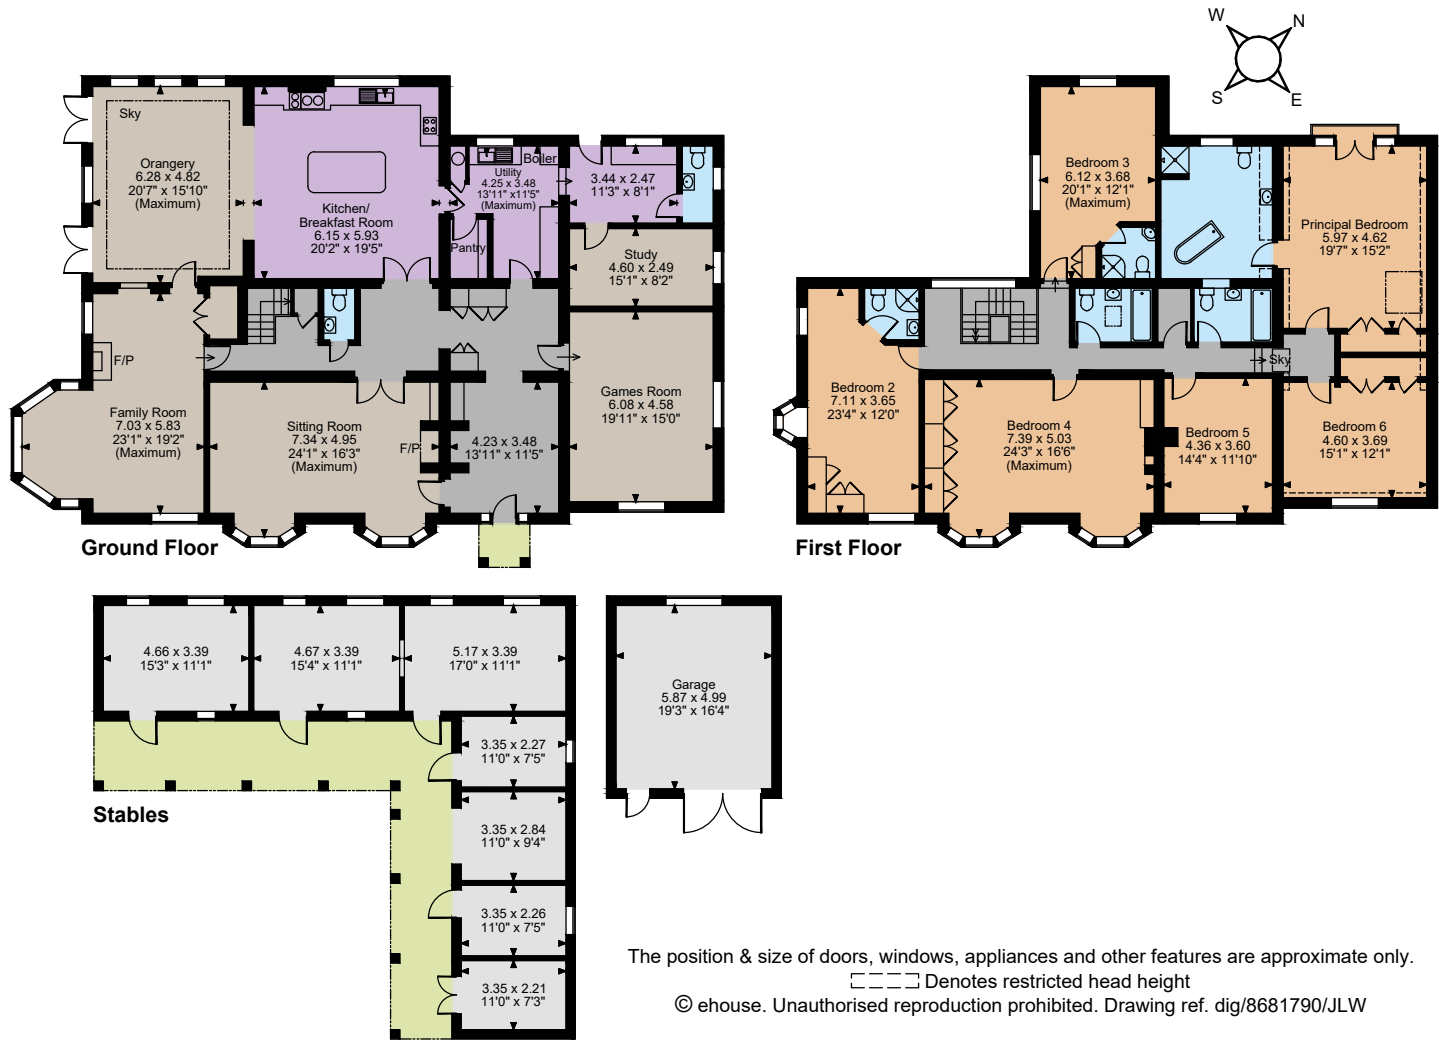 W
N
S
E
Sky
Orangery
6.28 x 4.82
20'7" x 15'10"
(Maximum)
Kitchen/
Breakfast Room
6.15 x 5.93
20'2" x 19'5"
Boiler
Utility
4.25 x 3.48
13'11" x11'5"
(Maximum)
Pantry
3.44 x 2.47
11'3" x 8'1"
Study
4.60 x 2.49
15'1" x 8'2"
F/P
Family Room
7.03 x 5.83
23'1" x 19'2"
(Maximum)
Sitting Room
7.34 x 4.95
24'1" x 16'3"
(Maximum)
F/P
4.23 x 3.48
13'11" x 11'5"
Games Room
6.08 x 4.58
19'11" x 15'0"
Ground Floor
Bedroom 3
6.12 x 3.68
20'1" x 12'1"
(Maximum)
Principal Bedroom
5.97 x 4.62
19'7" x 15'2"
Sky
Bedroom 2
7.11 x 3.65
23'4" x 12'0"
Bedroom 4
7.39 x 5.03
24'3" x 16'6"
(Maximum)
Bedroom 5
4.36 x 3.60
14'4" x 11'10"
Bedroom 6
4.60 x 3.69
15'1" x 12'1"
First Floor
4.66 x 3.39
15'3" x 11'1"
4.67 x 3.39
15'4" x 11'1"
5.17 x 3.39
17'0" x 11'1"
3.35 x 2.27
11'0" x 7'5"
3.35 x 2.84
11'0" x 9'4"
3.35 x 2.26
11'0" x 7'5"
3.35 x 2.21
11'0" x 7'3"
Stables
Garage
5.87 x 4.99
19'3" x 16'4"
The position & size of doors, windows, appliances and other features are approximate only.
Denotes restricted head height
© ehouse. Unauthorised reproduction prohibited. Drawing ref. dig/8681790/JLW